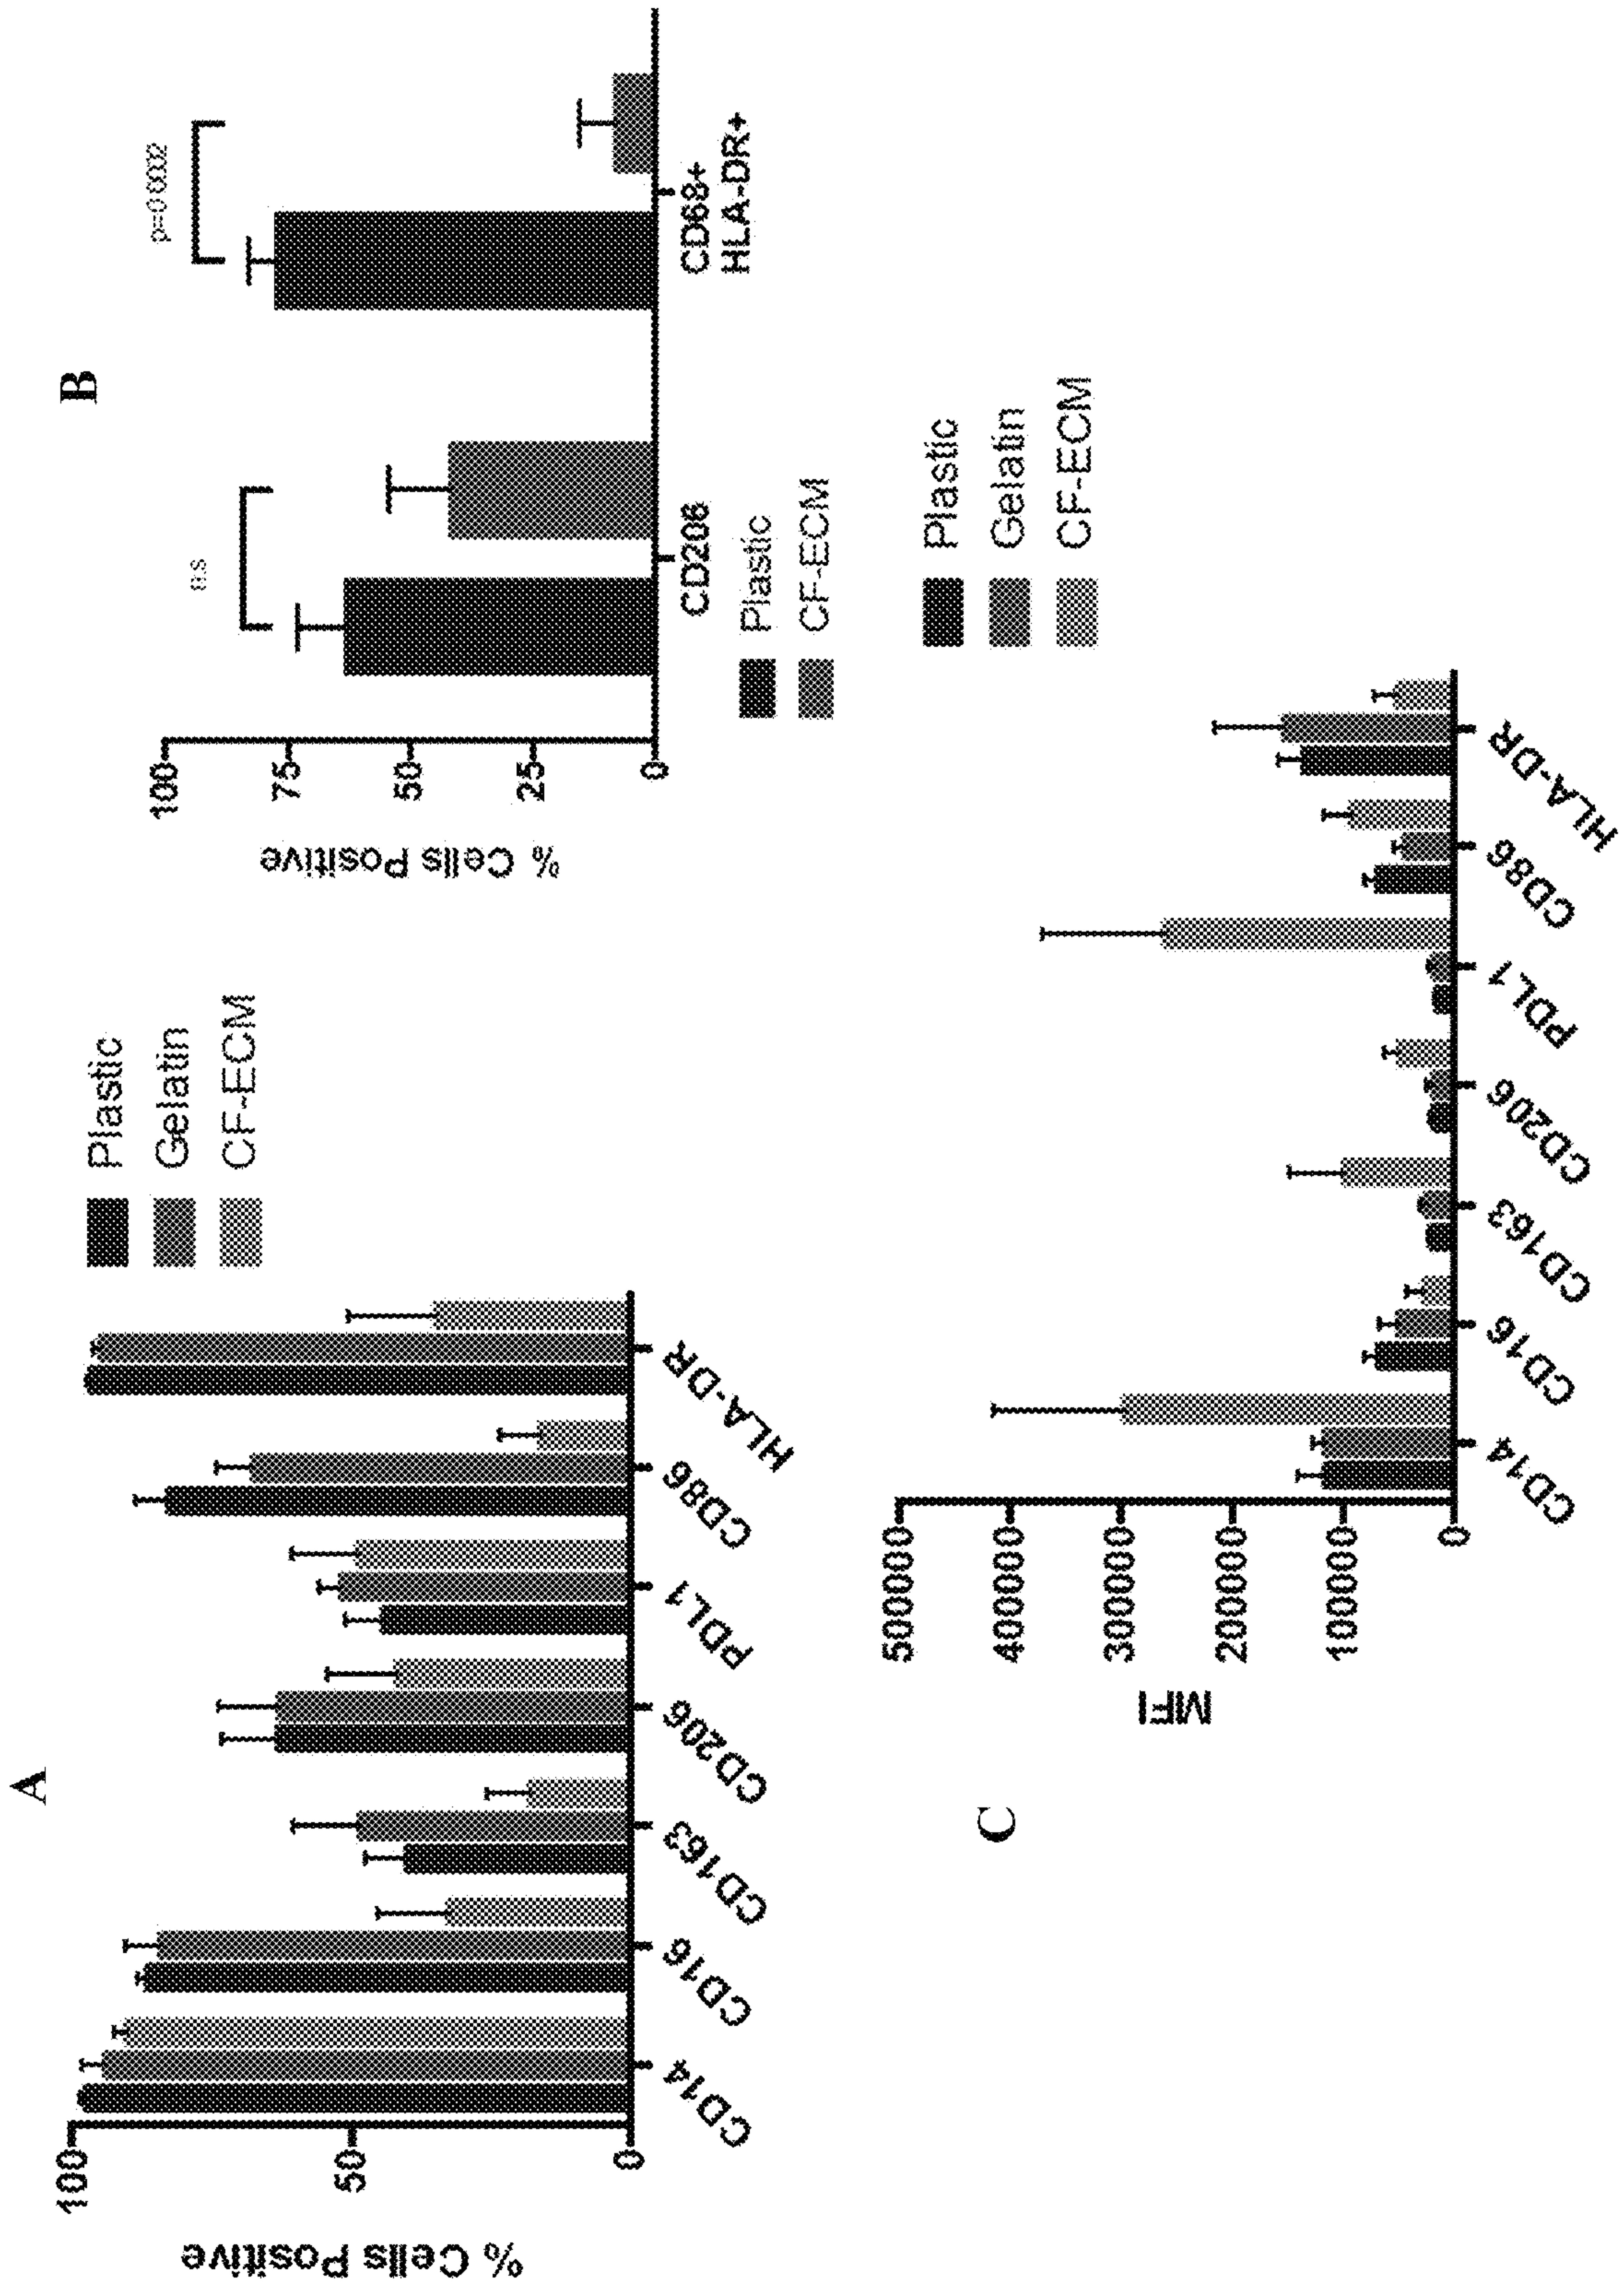 A
% Cells Positive
100
50
0
CD14
CD16
CD163
CD206
PDL1
CD86
HLA-DR
Plastic
Gelatin
CF-ECM
B
% Cells Positive
100
75
50
25
0
n.s
p=0.0002
CD206
CD68+
HLA-DR+
Plastic
CF-ECM
C
MFI
500000
400000
300000
200000
100000
0
CD14
CD16
CD163
CD206
PDL1
CD86
HLA-DR
Plastic
Gelatin
CF-ECM